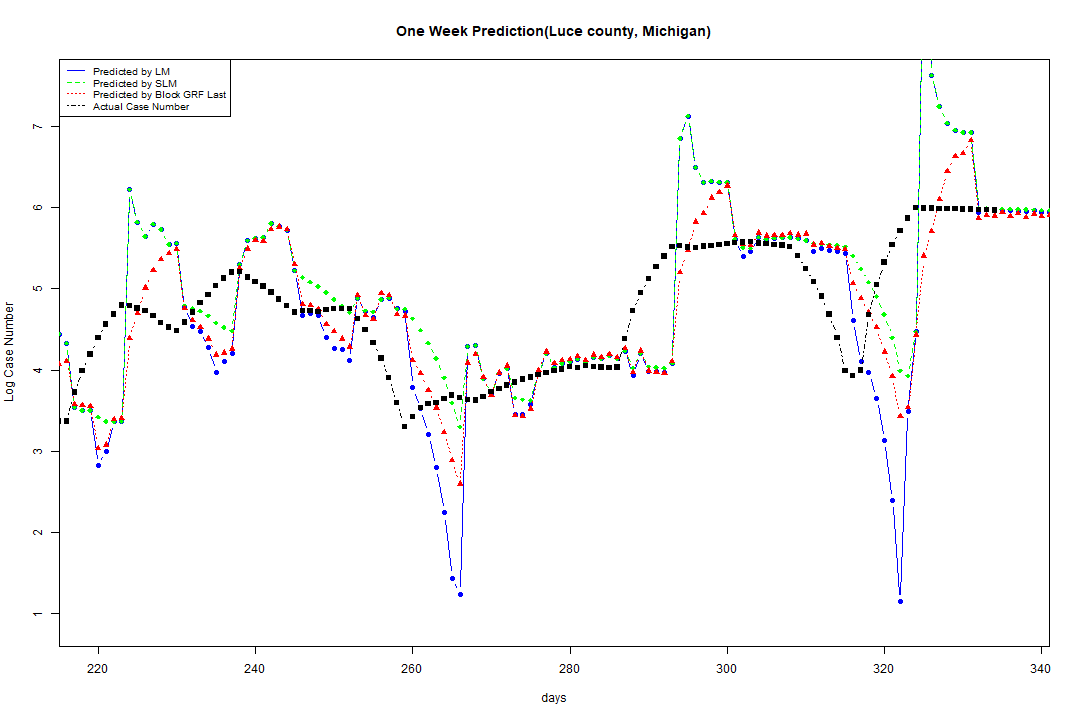 One Week Prediction(Luce county, Michigan)
Predicted by LM
Predicted by SLM
Predicted by Block GRF Last
Actual Case Number
Log Case Number
7
6
5
4
3
2
1
220 240 260 280 300 320 340
days